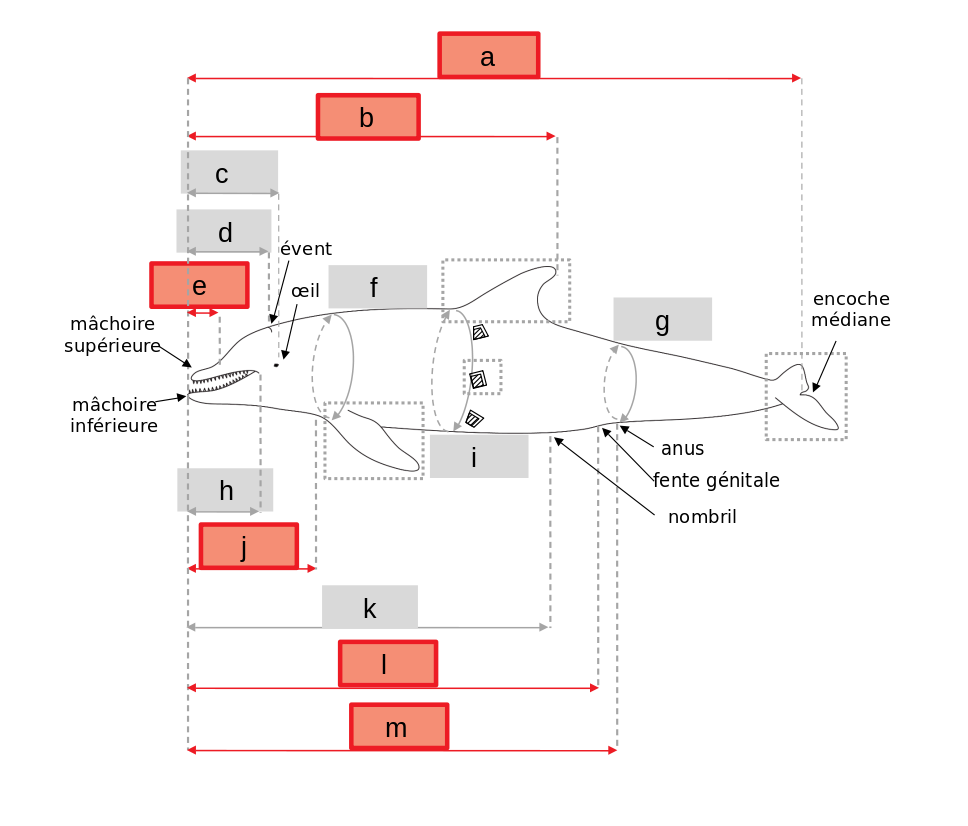 a
b
c
d
évent
e
œil
f
encoche
médiane
g
mâchoire
supérieure
mâchoire
inférieure
anus
i
fente génitale
h
nombril
j
k
l
m